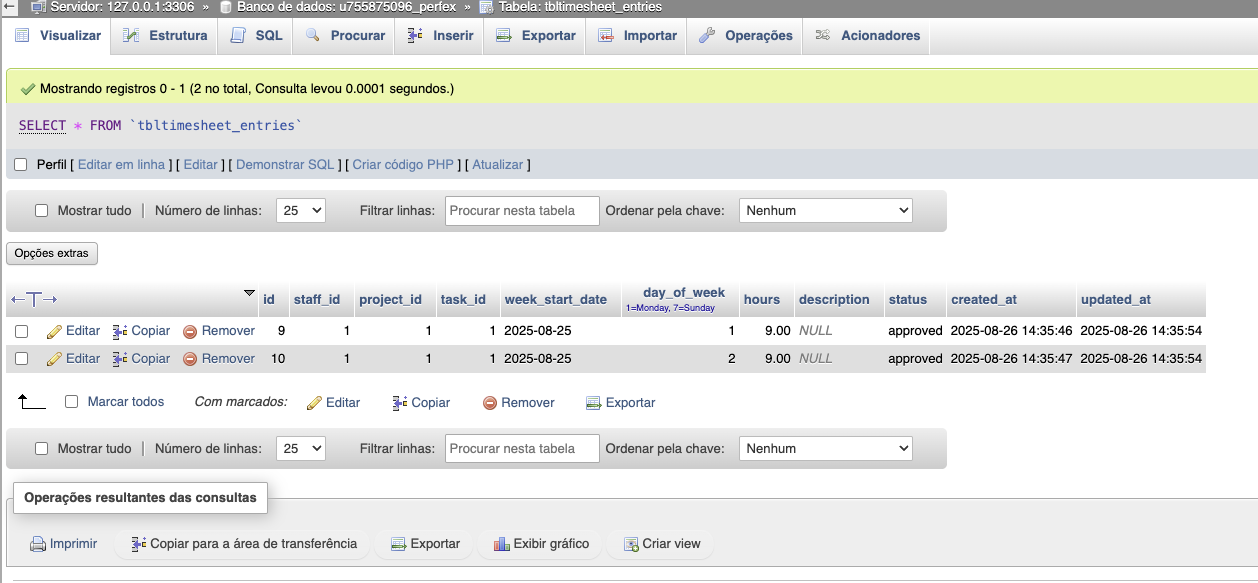 Servidor: 127.0.0.1:3306 » Banco de dados: u755875096_perfex » Tabela: tbltimesheet_entries
Visualizar Estrutura SQL Procurar Inserir Exportar Importar Operações Acionadores
Mostrando registros 0 - 1 (2 no total, Consulta levou 0.0001 segundos.)
SELECT * FROM `tbltimesheet_entries`
Perfil [ Editar em linha ] [ Editar ] [ Demonstrar SQL ] [ Criar código PHP ] [ Atualizar ]
Mostrar tudo | Número de linhas: 25 Filtrar linhas: Procurar nesta tabela Ordenar pela chave: Nenhum
Opções extras
←T→ id staff_id project_id task_id week_start_date day_of_week hours description status created_at updated_at
1=Monday, 7=Sunday
Editar Copiar Remover 9 1 1 1 2025-08-25 1 9.00 NULL approved 2025-08-26 14:35:46 2025-08-26 14:35:54
Editar Copiar Remover 10 1 1 1 2025-08-25 2 9.00 NULL approved 2025-08-26 14:35:47 2025-08-26 14:35:54
Marcar todos Com marcados: Editar Copiar Remover Exportar
Mostrar tudo | Número de linhas: 25 Filtrar linhas: Procurar nesta tabela Ordenar pela chave: Nenhum
Operações resultantes das consultas
Imprimir Copiar para a área de transferência Exportar Exibir gráfico Criar view